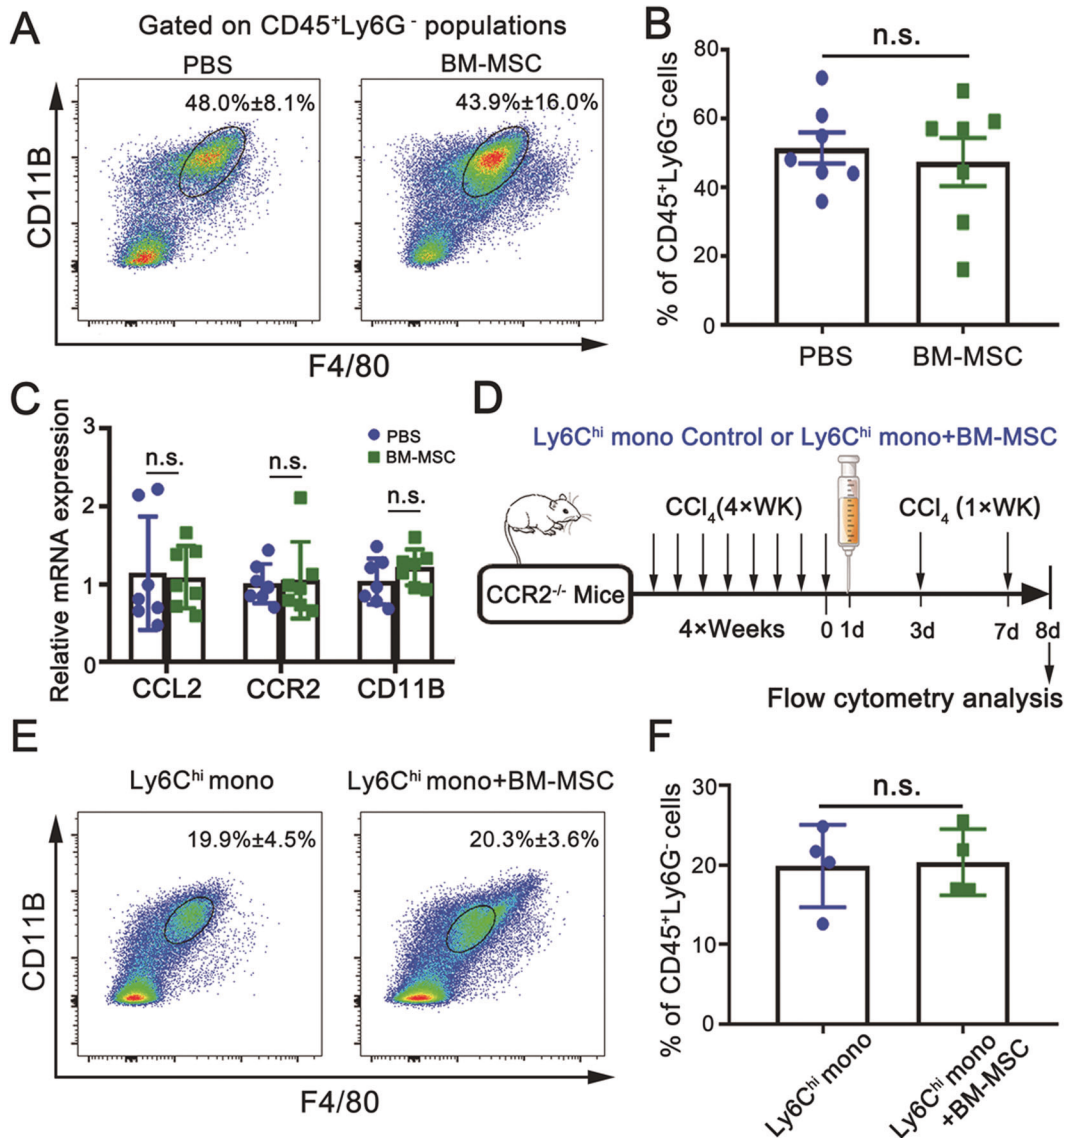 A
Gated on CD45⁺Ly6G⁻ populations
PBS
BM-MSC
48.0%±8.1%
43.9%±16.0%
CD11B
F4/80
B
n.s.
% of CD45⁺Ly6G⁻ cells
80
60
40
20
0
PBS
BM-MSC
C
Relative mRNA expression
3
2
1
0
PBS
BM-MSC
n.s.
n.s.
n.s.
CCL2
CCR2
CD11B
D
Ly6Cʰⁱ mono Control or Ly6Cʰⁱ mono+BM-MSC
CCl₄(4×WK)
CCl₄ (1×WK)
CCR2⁻/⁻ Mice
4×Weeks
0
1d
3d
7d
8d
Flow cytometry analysis
E
Ly6Cʰⁱ mono
Ly6Cʰⁱ mono+BM-MSC
19.9%±4.5%
20.3%±3.6%
CD11B
F4/80
F
n.s.
% of CD45⁺Ly6G⁻ cells
30
20
10
0
Ly6Cʰⁱ mono
Ly6Cʰⁱ mono
+BM-MSC